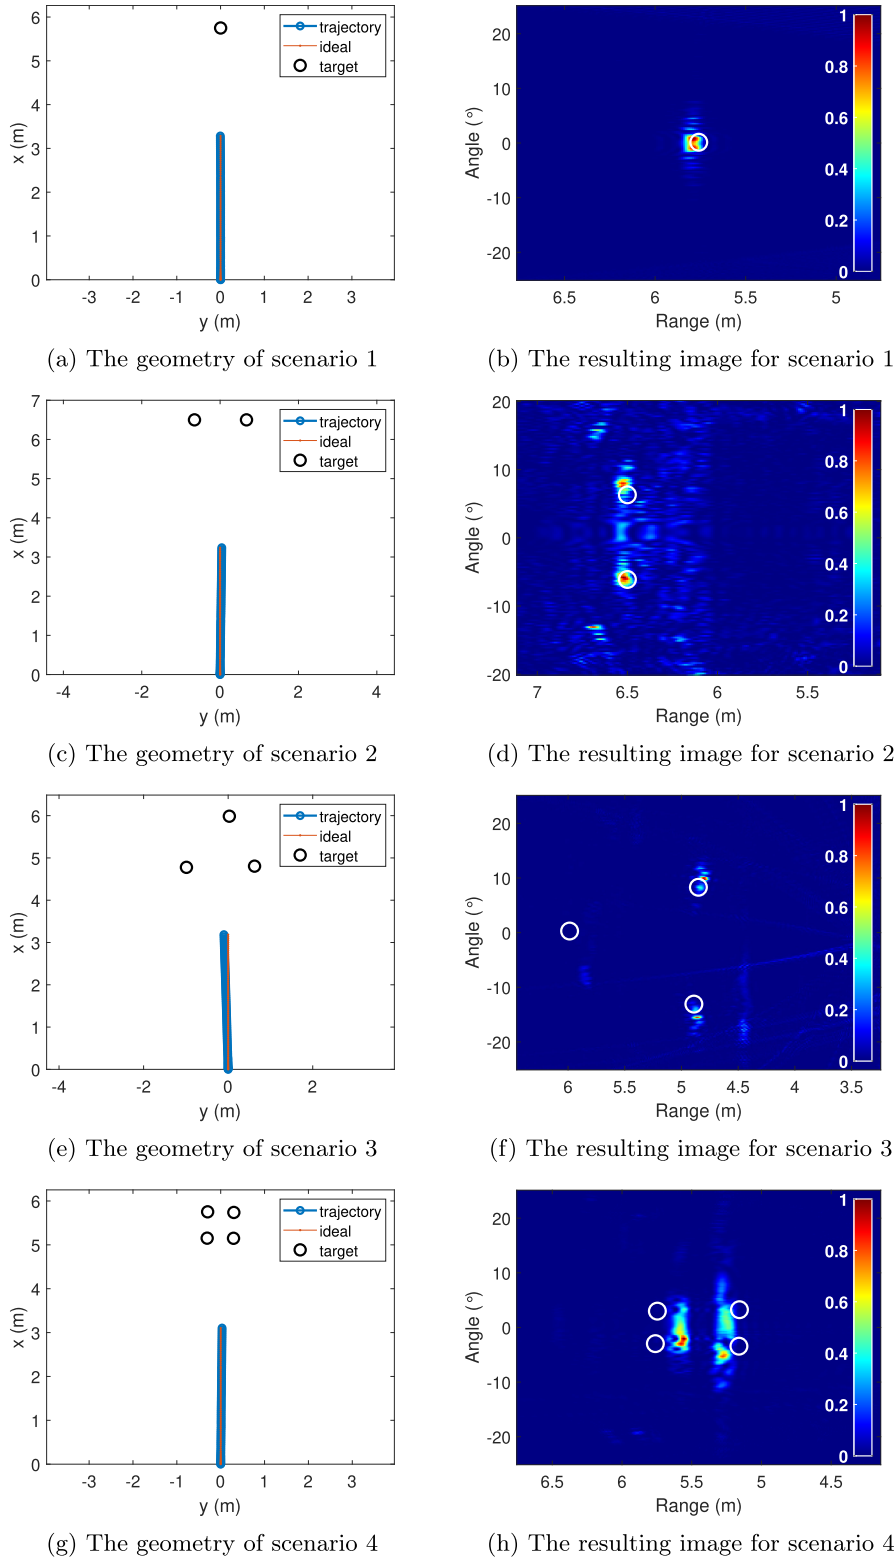 6
5
4
3
2
1
0
x (m)
-3 -2 -1 0 1 2 3
y (m)
trajectory
ideal
target
(a) The geometry of scenario 1
20
10
0
-10
-20
Angle (°)
6.5 6 5.5 5
Range (m)
1
0.8
0.6
0.4
0.2
0
(b) The resulting image for scenario 1
7
6
5
4
3
2
1
0
x (m)
-4 -2 0 2 4
y (m)
trajectory
ideal
target
(c) The geometry of scenario 2
20
10
0
-10
-20
Angle (°)
7 6.5 6 5.5
Range (m)
1
0.8
0.6
0.4
0.2
0
(d) The resulting image for scenario 2
6
5
4
3
2
1
0
x (m)
-4 -2 0 2
y (m)
trajectory
ideal
target
(e) The geometry of scenario 3
20
10
0
-10
-20
Angle (°)
6 5.5 5 4.5 4 3.5
Range (m)
1
0.8
0.6
0.4
0.2
0
(f) The resulting image for scenario 3
6
5
4
3
2
1
0
x (m)
-3 -2 -1 0 1 2 3
y (m)
trajectory
ideal
target
(g) The geometry of scenario 4
20
10
0
-10
-20
Angle (°)
6.5 6 5.5 5 4.5
Range (m)
1
0.8
0.6
0.4
0.2
0
(h) The resulting image for scenario 4